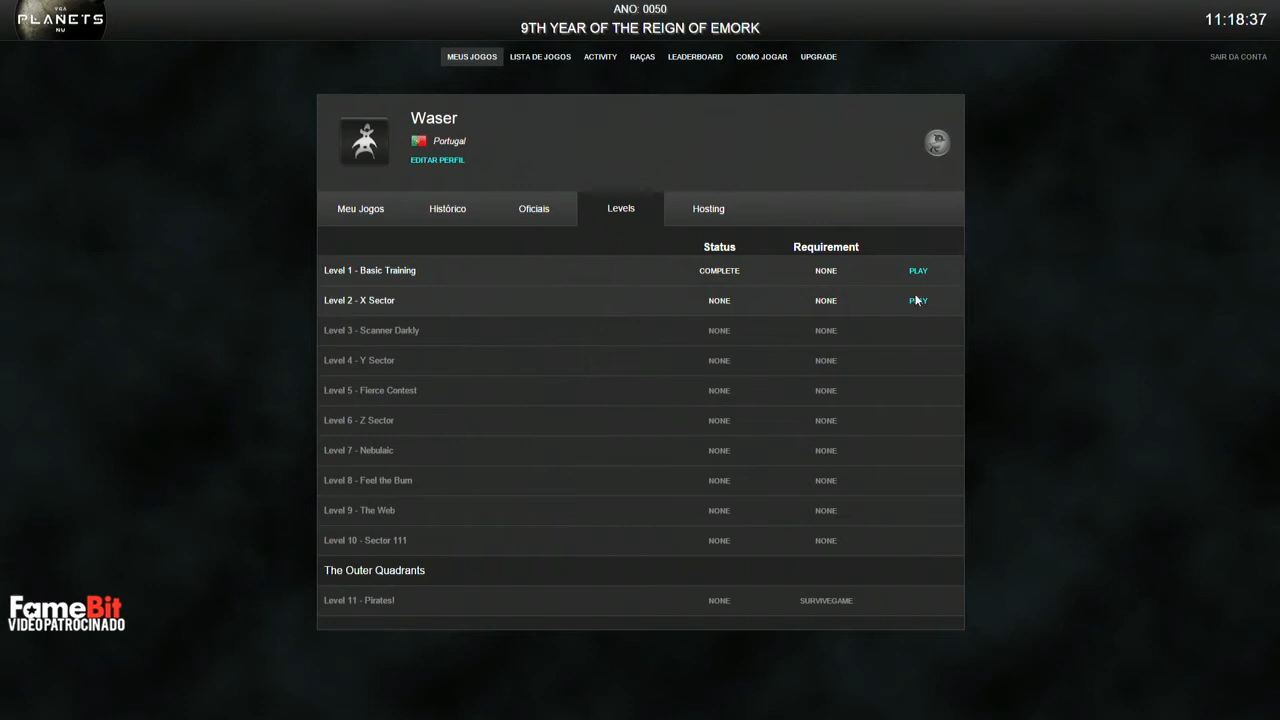 VGA
PLANETS
NU
ANO: 0050
9TH YEAR OF THE REIGN OF EMORK
11:18:37
MEUS JOGOS LISTA DE JOGOS ACTIVITY RAÇAS LEADERBOARD COMO JOGAR UPGRADE
SAIR DA CONTA
Waser
Portugal
EDITAR PERFIL
Meu Jogos Histórico Oficiais Levels Hosting
Status Requirement
Level 1 - Basic Training COMPLETE NONE PLAY
Level 2 - X Sector NONE NONE PLAY
Level 3 - Scanner Darkly NONE NONE
Level 4 - Y Sector NONE NONE
Level 5 - Fierce Contest NONE NONE
Level 6 - Z Sector NONE NONE
Level 7 - Nebulaic NONE NONE
Level 8 - Feel the Burn NONE NONE
Level 9 - The Web NONE NONE
Level 10 - Sector 111 NONE NONE
The Outer Quadrants
Level 11 - Pirates! NONE SURVIVEGAME
FameBit
VIDEO PATROCINADO